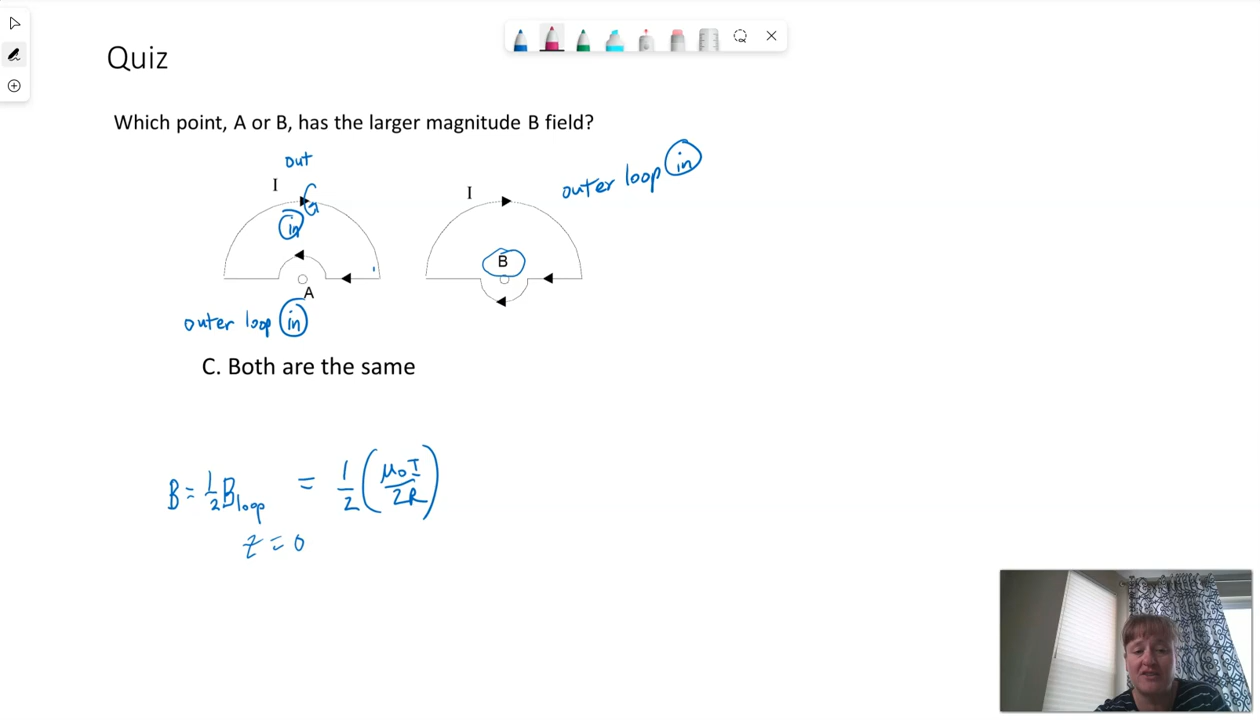 Quiz
Which point, A or B, has the larger magnitude B field?
out
I
in
A
outer loop in
I
outer loop in
B
C. Both are the same
B = 1/2 B loop = 1/2 (μ₀I/2R)
z = 0